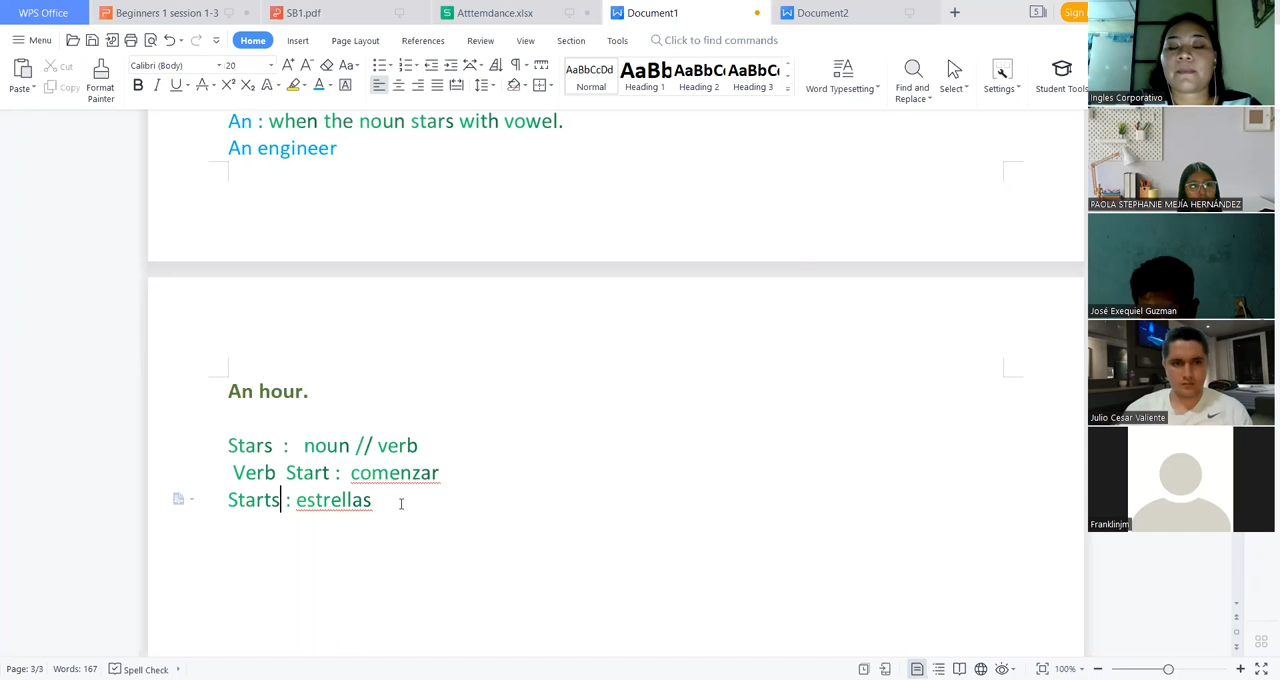 WPS Office Beginners 1 session 1-3 SB1.pdf Atttemdance.xlsx Document1 Document2 Sign
Menu Home Insert Page Layout References Review View Section Tools Click to find commands
Paste Cut Copy Format Painter Calibri (Body) 20
AaBbCcDd Normal AaBb Heading 1 AaBbC Heading 2 AaBbC Heading 3
Word Typesetting Find and Replace Select Settings Student Tools
An : when the noun stars with vowel.
An engineer
An hour.
Stars : noun // verb
Verb Start : comenzar
Starts : estrellas
Ingles Corporativo
PAOLA STEPHANIE MEJÍA HERNÁNDEZ
José Exequiel Guzman
Julio Cesar Valiente
Franklinjm
Page: 3/3 Words: 167 Spell Check 100%